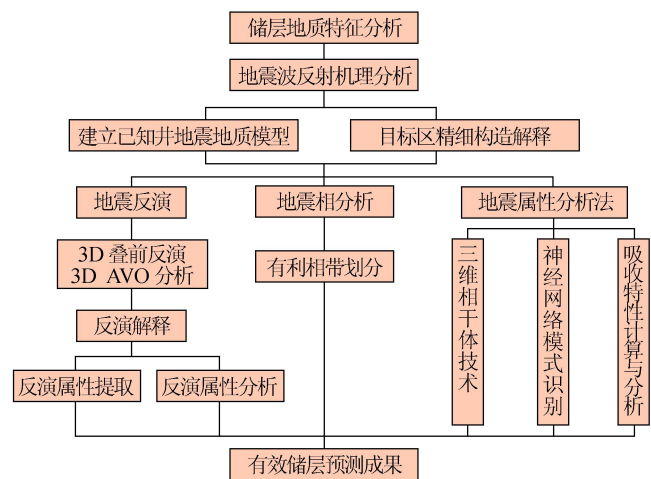 储层地质特征分析
地震波反射机理分析
建立已知井地震地质模型
目标区精细构造解释
地震反演
地震相分析
地震属性分析法
3D 叠前反演
3D AVO 分析
有利相带划分
三维相干体技术
神经网络模式识别
吸收特性计算与分析
反演解释
反演属性提取
反演属性分析
有效储层预测成果